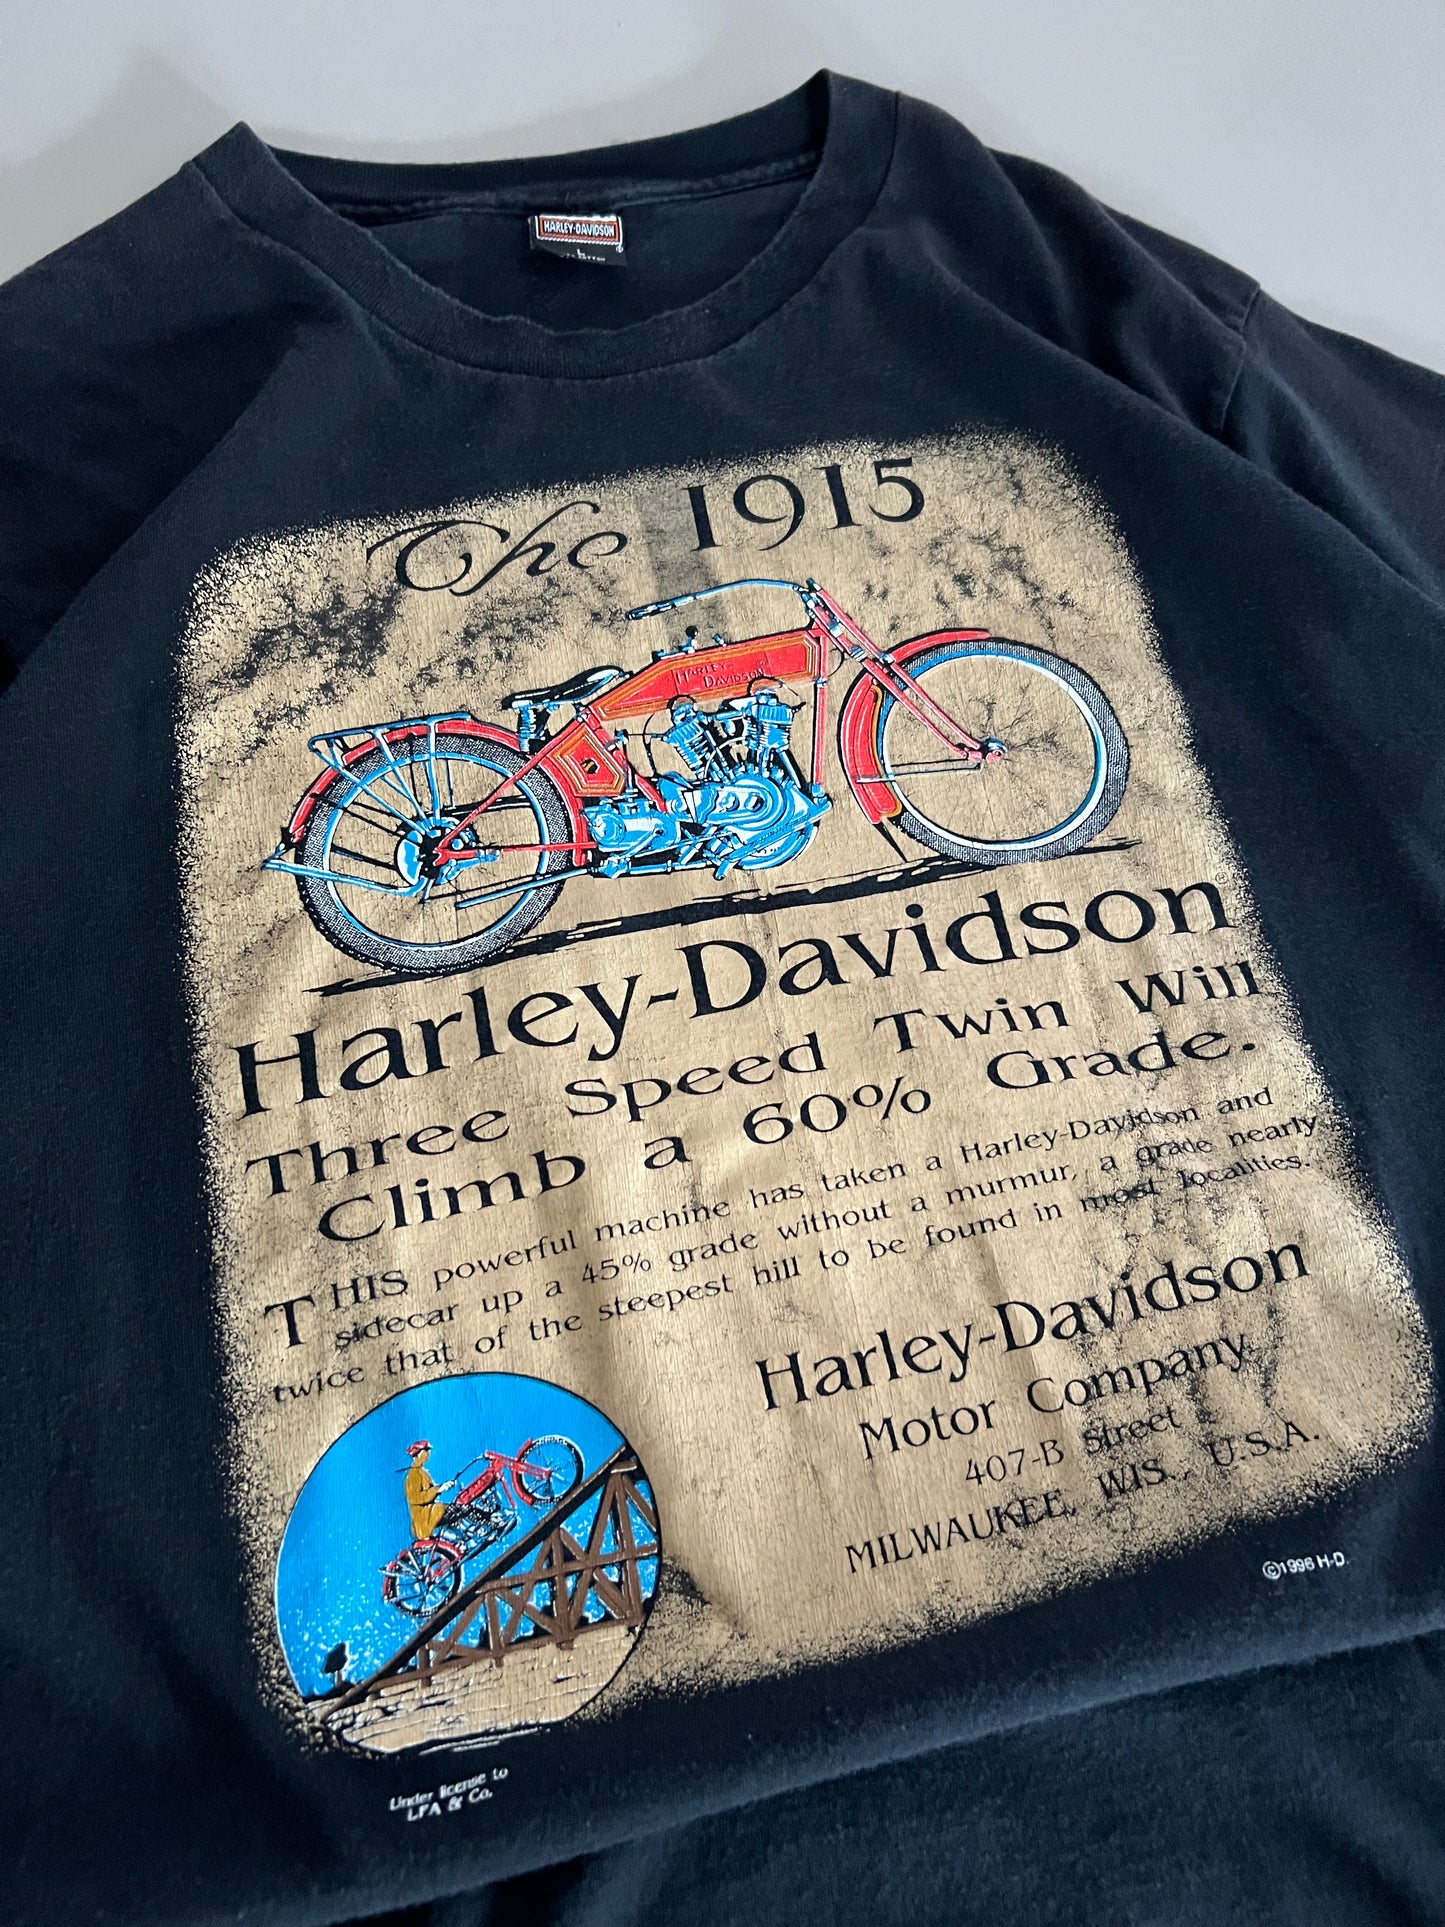 HARLEY-DAVIDSON
L
The 1915
HARLEY-
DAVIDSON
Harley-Davidson®
Three Speed Twin Will
Climb a 60% Grade.
THIS powerful machine has taken a Harley-Davidson and
sidecar up a 45% grade without a murmur, a grade nearly
twice that of the steepest hill to be found in most localities.
Harley-Davidson
Motor Company
407-B Street
MILWAUKEE, WIS., U.S.A.
©1996 H-D.
Under license to
LFA & Co.